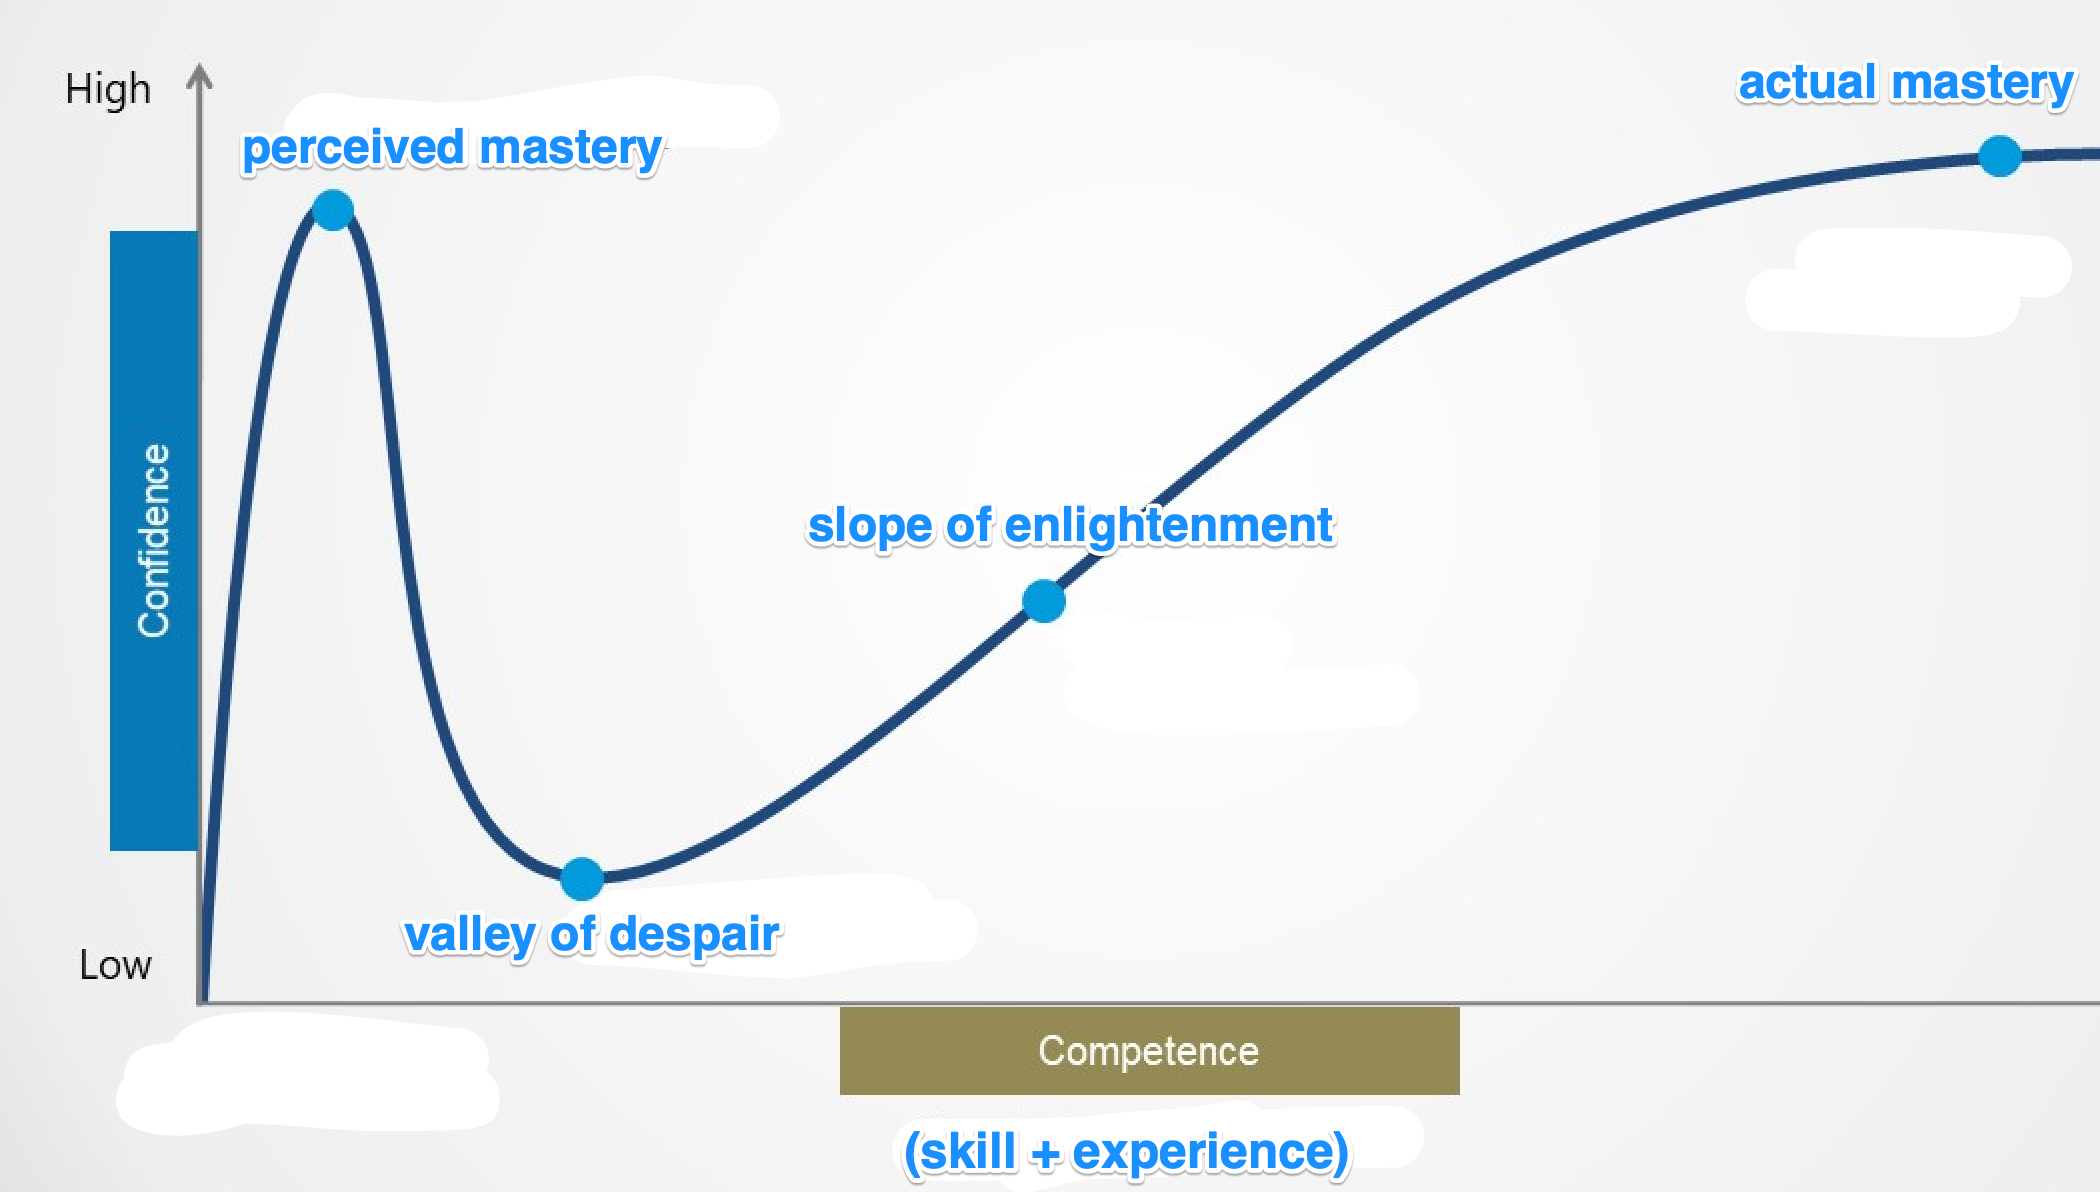 High
actual mastery
perceived mastery
Confidence
slope of enlightenment
valley of despair
Low
Competence
(skill + experience)